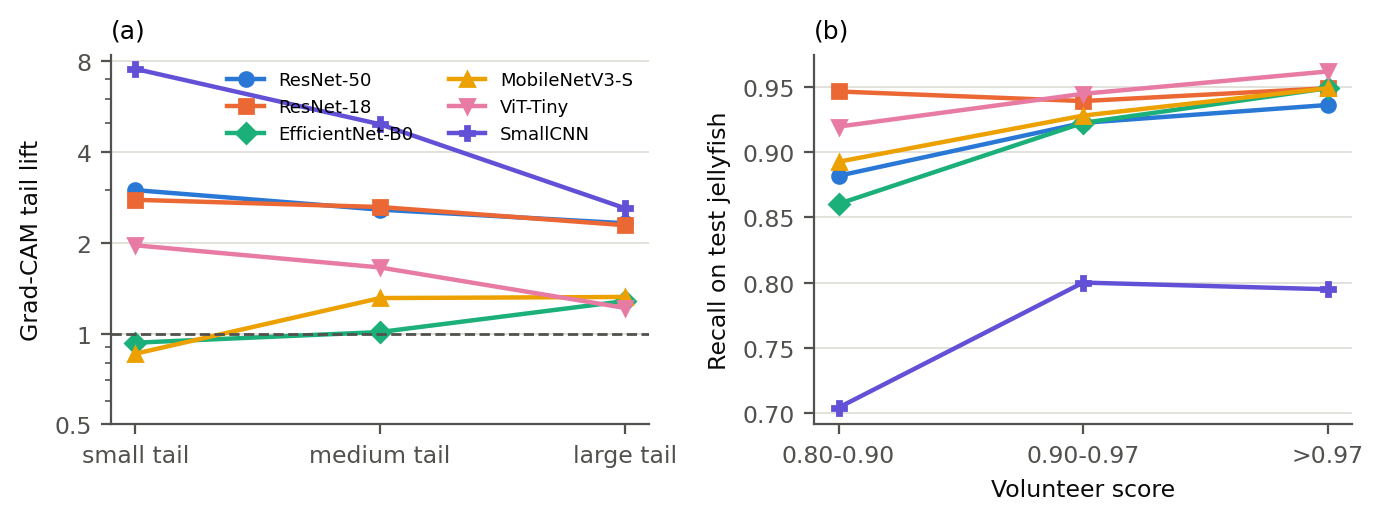 (a)
8
4
2
1
0.5
Grad-CAM tail lift
ResNet-50
ResNet-18
EfficientNet-B0
MobileNetV3-S
ViT-Tiny
SmallCNN
small tail
medium tail
large tail
(b)
0.95
0.90
0.85
0.80
0.75
0.70
Recall on test jellyfish
0.80-0.90
0.90-0.97
>0.97
Volunteer score